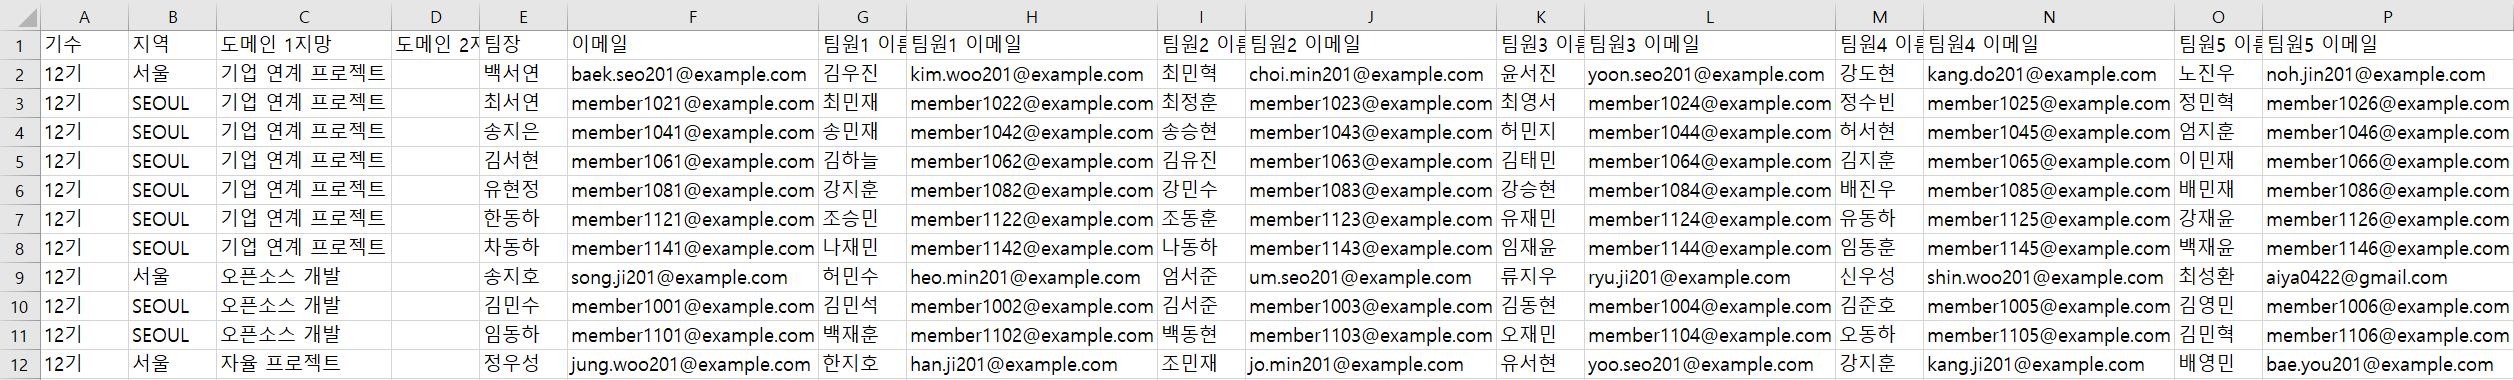 A B C D E F G H I J K L M N O P
1 기수 지역 도메인 1지망 도메인 2지 팀장 이메일 팀원1 이름 팀원1 이메일 팀원2 이름 팀원2 이메일 팀원3 이름 팀원3 이메일 팀원4 이름 팀원4 이메일 팀원5 이름 팀원5 이메일
2 12기 서울 기업 연계 프로젝트 백서연 baek.seo201@example.com 김우진 kim.woo201@example.com 최민혁 choi.min201@example.com 윤서진 yoon.seo201@example.com 강도현 kang.do201@example.com 노진우 noh.jin201@example.com
3 12기 SEOUL 기업 연계 프로젝트 최서연 member1021@example.com 최민재 member1022@example.com 최정훈 member1023@example.com 최영서 member1024@example.com 정수빈 member1025@example.com 정민혁 member1026@example.com
4 12기 SEOUL 기업 연계 프로젝트 송지은 member1041@example.com 송민재 member1042@example.com 송승현 member1043@example.com 허민지 member1044@example.com 허서현 member1045@example.com 엄지훈 member1046@example.com
5 12기 SEOUL 기업 연계 프로젝트 김서현 member1061@example.com 김하늘 member1062@example.com 김유진 member1063@example.com 김태민 member1064@example.com 김지훈 member1065@example.com 이민재 member1066@example.com
6 12기 SEOUL 기업 연계 프로젝트 유현정 member1081@example.com 강지훈 member1082@example.com 강민수 member1083@example.com 강승현 member1084@example.com 배진우 member1085@example.com 배민재 member1086@example.com
7 12기 SEOUL 기업 연계 프로젝트 한동하 member1121@example.com 조승민 member1122@example.com 조동훈 member1123@example.com 유재민 member1124@example.com 유동하 member1125@example.com 강재윤 member1126@example.com
8 12기 SEOUL 기업 연계 프로젝트 차동하 member1141@example.com 나재민 member1142@example.com 나동하 member1143@example.com 임재윤 member1144@example.com 임동훈 member1145@example.com 백재윤 member1146@example.com
9 12기 서울 오픈소스 개발 송지호 song.ji201@example.com 허민수 heo.min201@example.com 엄서준 um.seo201@example.com 류지우 ryu.ji201@example.com 신우성 shin.woo201@example.com 최성환 aiya0422@gmail.com
10 12기 SEOUL 오픈소스 개발 김민수 member1001@example.com 김민석 member1002@example.com 김서준 member1003@example.com 김동현 member1004@example.com 김준호 member1005@example.com 김영민 member1006@example.com
11 12기 SEOUL 오픈소스 개발 임동하 member1101@example.com 백재훈 member1102@example.com 백동현 member1103@example.com 오재민 member1104@example.com 오동하 member1105@example.com 김민혁 member1106@example.com
12 12기 서울 자율 프로젝트 정우성 jung.woo201@example.com 한지호 han.ji201@example.com 조민재 jo.min201@example.com 유서현 yoo.seo201@example.com 강지훈 kang.ji201@example.com 배영민 bae.you201@example.com